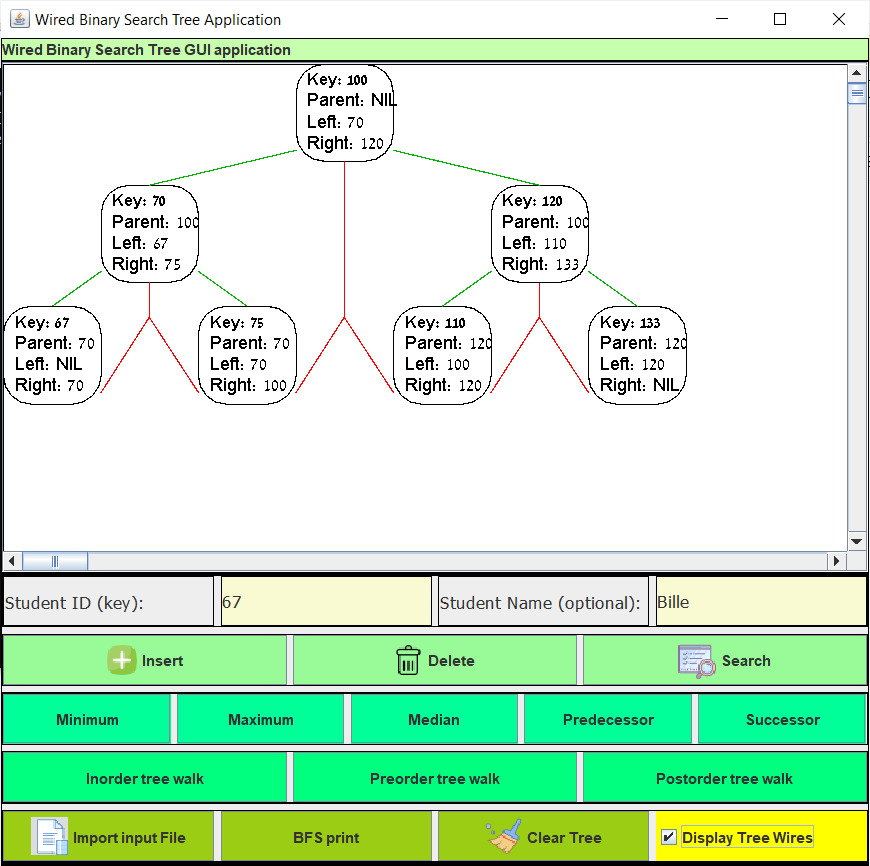 Wired Binary Search Tree Application
Wired Binary Search Tree GUI application
Key: 100
Parent: NIL
Left: 70
Right: 120
Key: 70
Parent: 100
Left: 67
Right: 75
Key: 120
Parent: 100
Left: 110
Right: 133
Key: 67
Parent: 70
Left: NIL
Right: 70
Key: 75
Parent: 70
Left: 70
Right: 100
Key: 110
Parent: 120
Left: 100
Right: 120
Key: 133
Parent: 120
Left: 120
Right: NIL
Student ID (key): 67 Student Name (optional): Bille
Insert Delete Search
Minimum Maximum Median Predecessor Successor
Inorder tree walk Preorder tree walk Postorder tree walk
Import input File BFS print Clear Tree Display Tree Wires